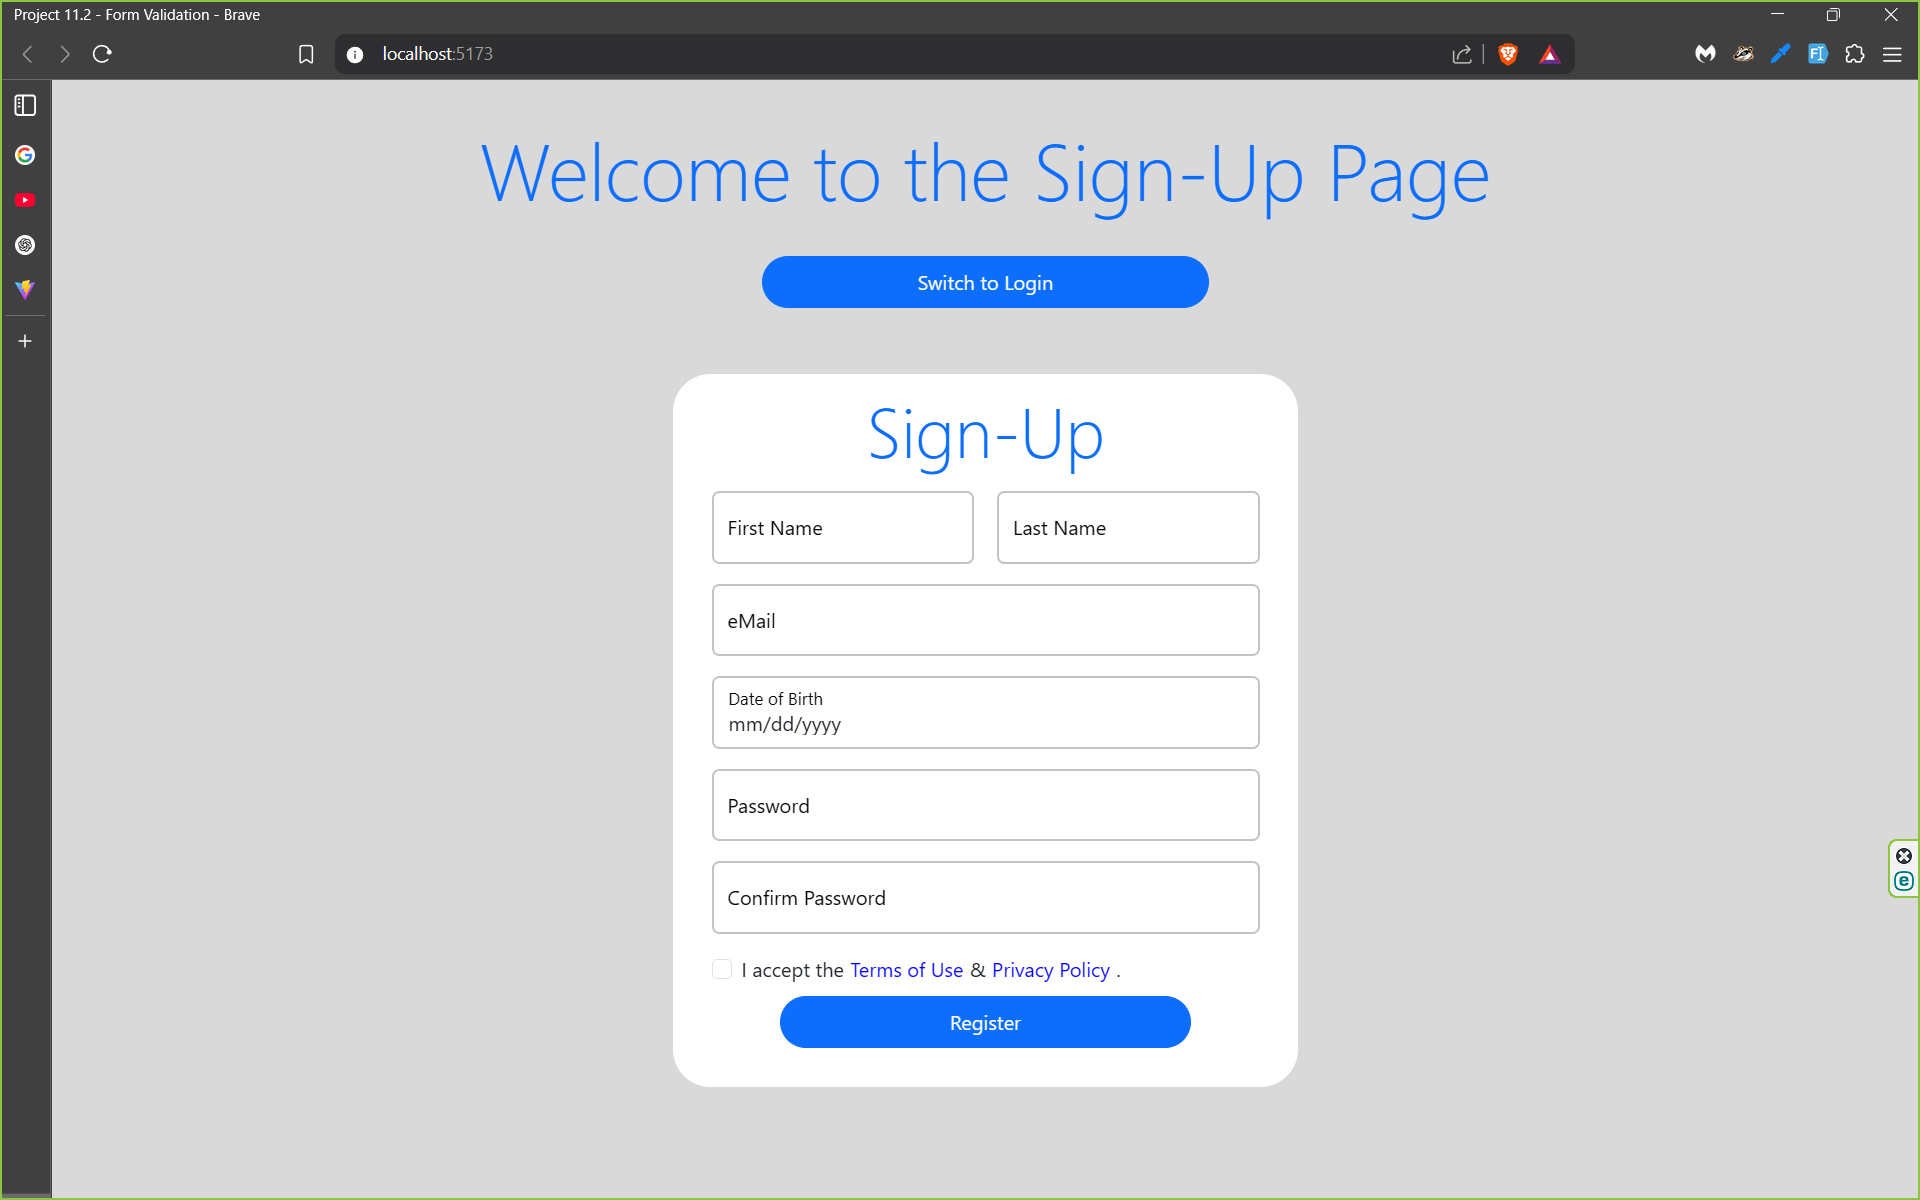 Project 11.2 - Form Validation - Brave
localhost:5173
Welcome to the Sign-Up Page
Switch to Login
Sign-Up
First Name
Last Name
eMail
Date of Birth
mm/dd/yyyy
Password
Confirm Password
I accept the Terms of Use & Privacy Policy .
Register